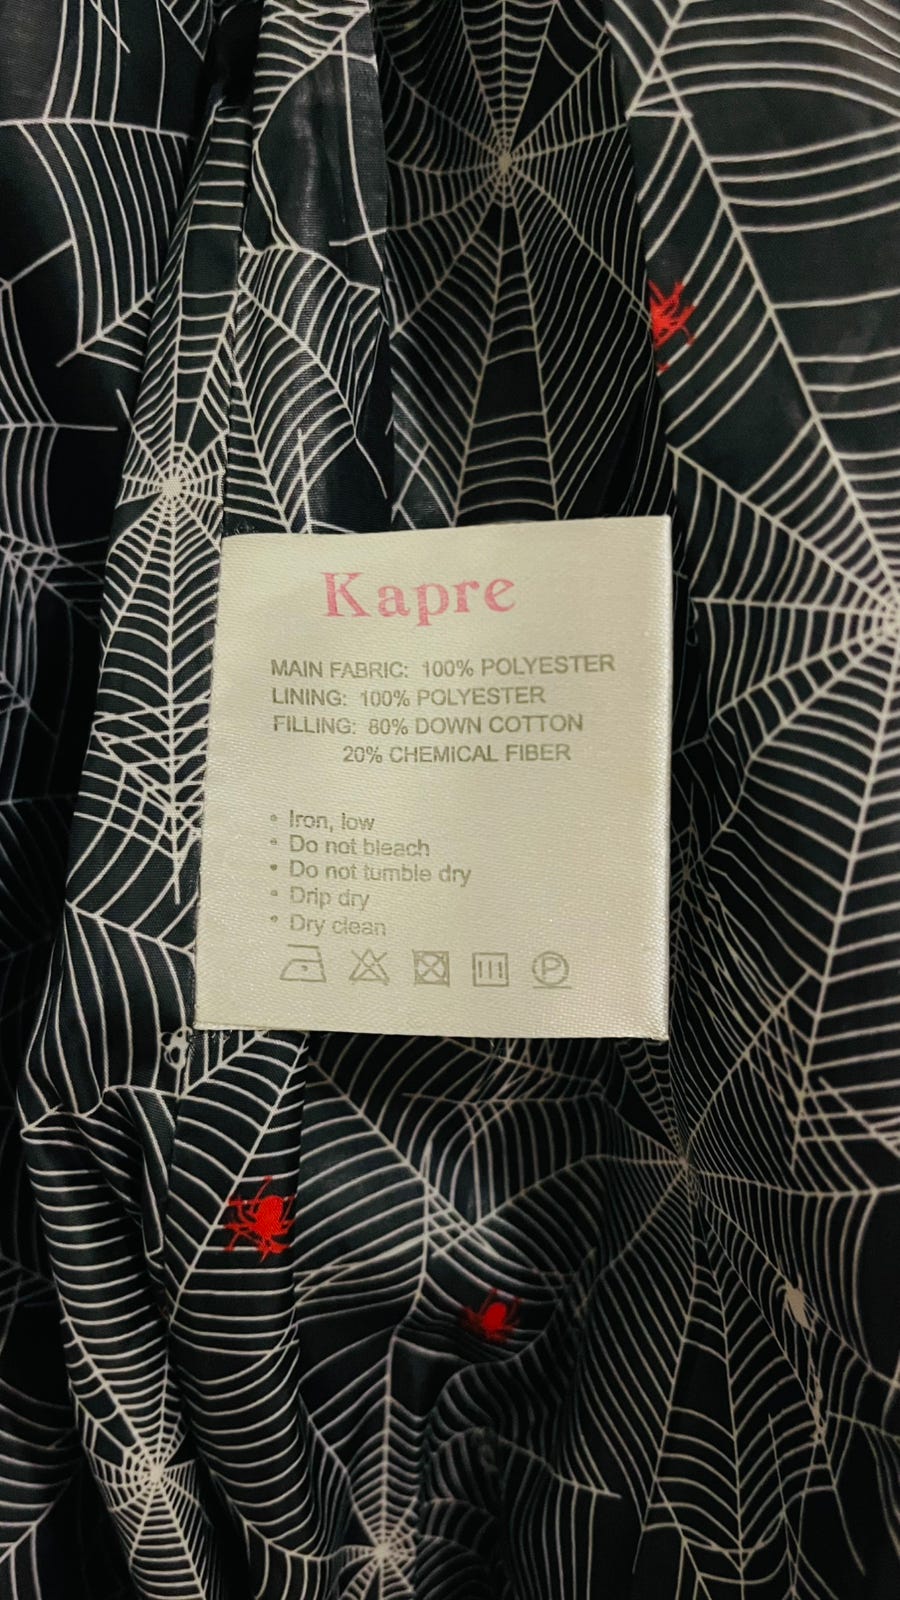 Kapre
MAIN FABRIC: 100% POLYESTER
LINING: 100% POLYESTER
FILLING: 80% DOWN COTTON
20% CHEMICAL FIBER
• Iron, low
• Do not bleach
• Do not tumble dry
• Drip dry
• Dry clean
P